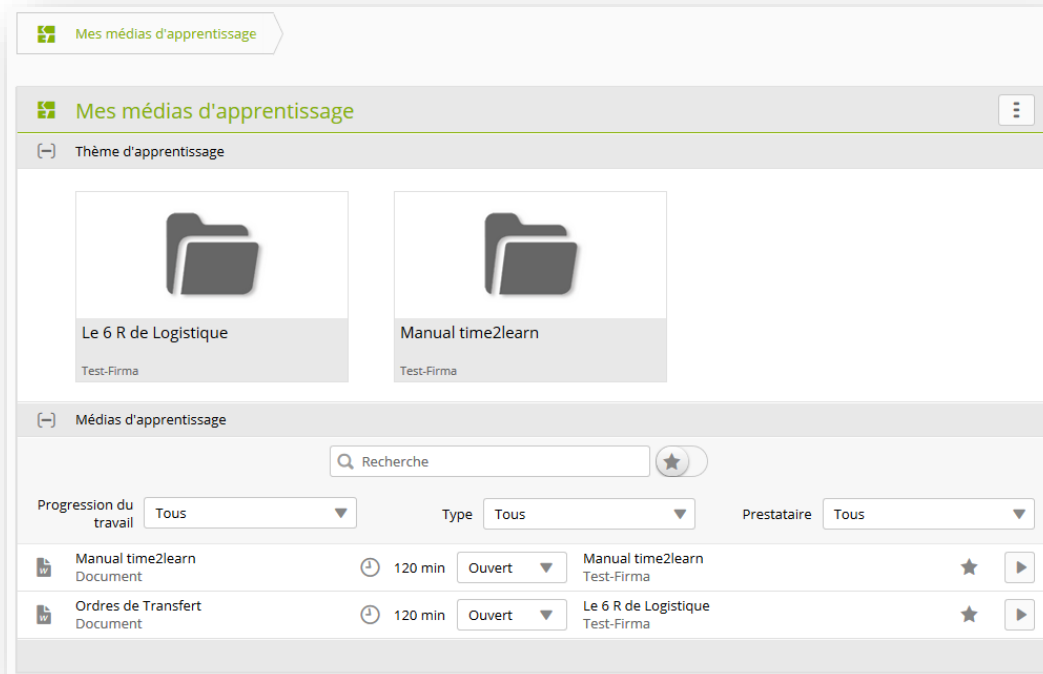 Mes médias d'apprentissage
Mes médias d'apprentissage
Thème d'apprentissage
Le 6 R de Logistique
Test-Firma
Manual time2learn
Test-Firma
Médias d'apprentissage
Recherche
Progression du
travail
Tous
Type
Tous
Prestataire
Tous
W
Manual time2learn
Document
120 min
Ouvert
Manual time2learn
Test-Firma
W
Ordres de Transfert
Document
120 min
Ouvert
Le 6 R de Logistique
Test-Firma